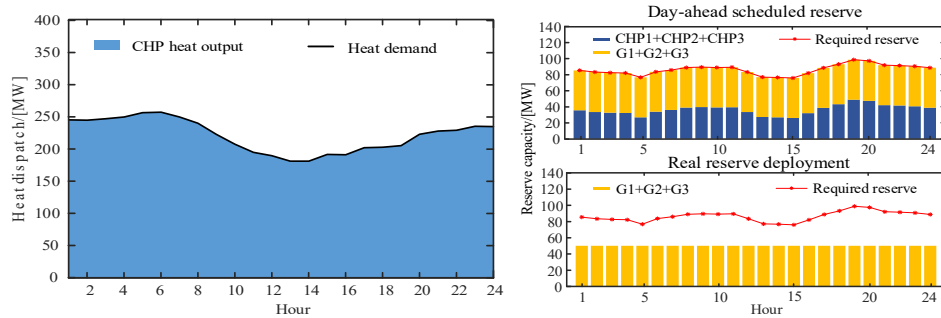 400
350
300
250
200
150
100
50
0
Heat dispatch/[MW]
CHP heat output
Heat demand
2 4 6 8 10 12 14 16 18 20 22 24
Hour
Day-ahead scheduled reserve
140
120
100
80
60
40
20
0
CHP1+CHP2+CHP3
Required reserve
G1+G2+G3
1 5 10 15 20 24
Reserve capacity/[MW]
Real reserve deployment
140
120
100
80
60
40
20
0
G1+G2+G3
Required reserve
1 5 10 15 20 24
Hour